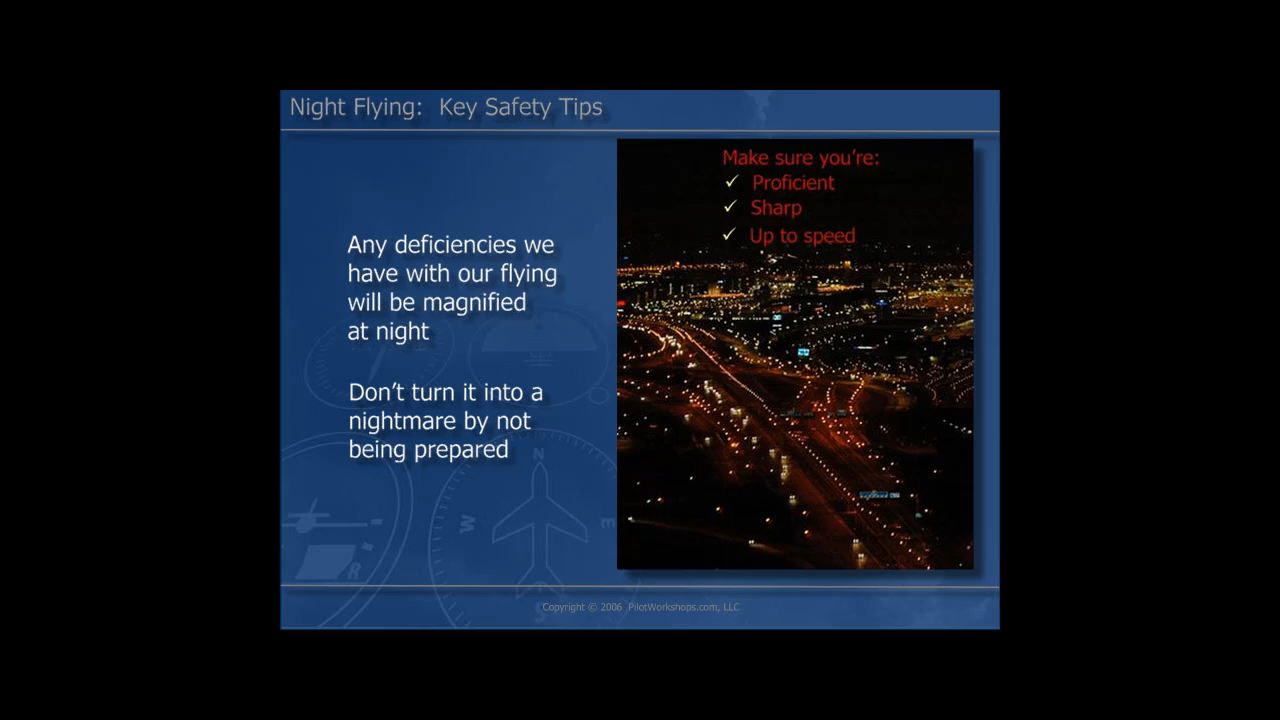 Night Flying: Key Safety Tips
Make sure you're:
✓ Proficient
✓ Sharp
✓ Up to speed
Any deficiencies we
have with our flying
will be magnified
at night
Don't turn it into a
nightmare by not
being prepared
N
W
E
S
R
Copyright © 2006 PilotWorkshops.com, LLC